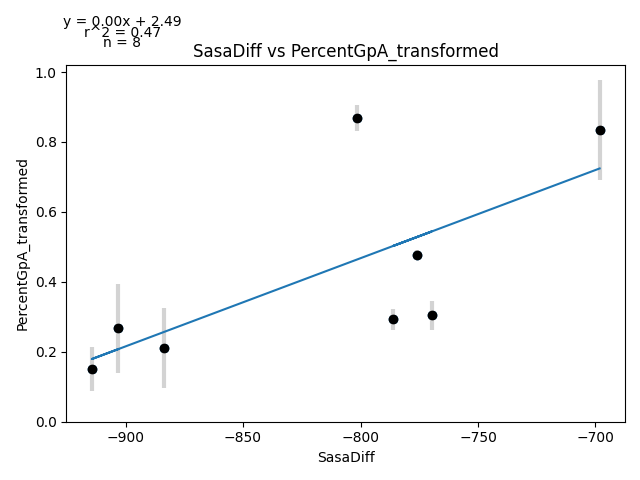 y = 0.00x + 2.49
r^2 = 0.47
n = 8
SasaDiff vs PercentGpA_transformed
1.0
0.8
0.6
0.4
0.2
0.0
PercentGpA_transformed
−900
−850
−800
−750
−700
SasaDiff